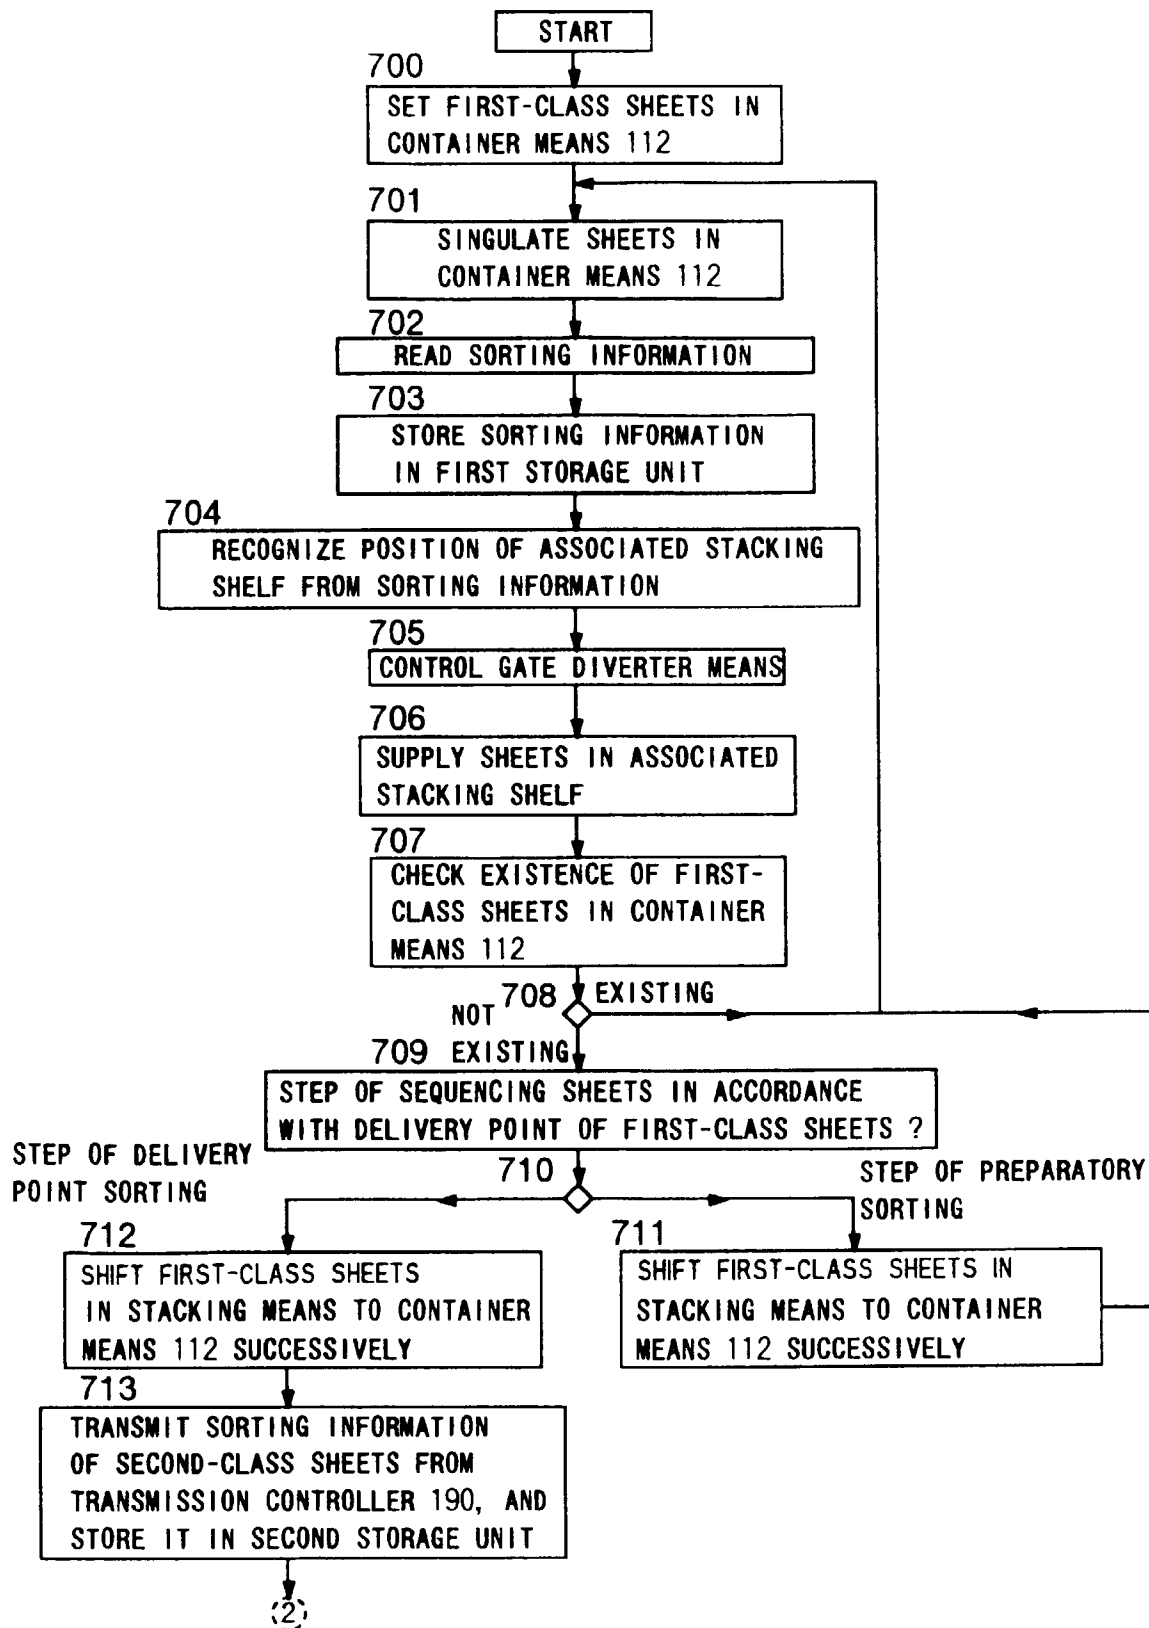 START
700
SET FIRST-CLASS SHEETS IN
CONTAINER MEANS 112
701
SINGULATE SHEETS IN
CONTAINER MEANS 112
702
READ SORTING INFORMATION
703
STORE SORTING INFORMATION
IN FIRST STORAGE UNIT
704
RECOGNIZE POSITION OF ASSOCIATED STACKING
SHELF FROM SORTING INFORMATION
705
CONTROL GATE DIVERTER MEANS
706
SUPPLY SHEETS IN ASSOCIATED
STACKING SHELF
707
CHECK EXISTENCE OF FIRST-
CLASS SHEETS IN CONTAINER
MEANS 112
708
EXISTING
NOT
EXISTING
709
STEP OF SEQUENCING SHEETS IN ACCORDANCE
WITH DELIVERY POINT OF FIRST-CLASS SHEETS ?
710
STEP OF DELIVERY
POINT SORTING
STEP OF PREPARATORY
SORTING
712
SHIFT FIRST-CLASS SHEETS
IN STACKING MEANS TO CONTAINER
MEANS 112 SUCCESSIVELY
711
SHIFT FIRST-CLASS SHEETS IN
STACKING MEANS TO CONTAINER
MEANS 112 SUCCESSIVELY
713
TRANSMIT SORTING INFORMATION
OF SECOND-CLASS SHEETS FROM
TRANSMISSION CONTROLLER 190, AND
STORE IT IN SECOND STORAGE UNIT
2